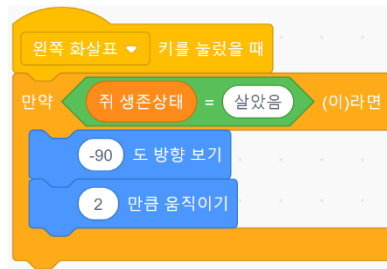 왼쪽 화살표 키를 눌렀을 때
만약 쥐 생존상태 = 살았음 (이)라면
-90 도 방향 보기
2 만큼 움직이기